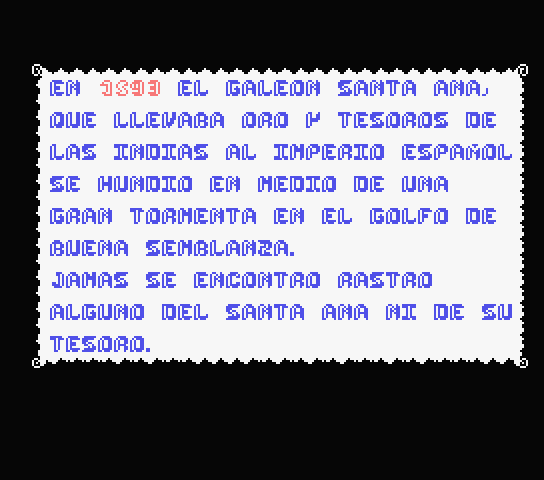 EN 1893 EL GALEON SANTA ANA,
QUE LLEVABA ORO Y TESOROS DE
LAS INDIAS AL IMPERIO ESPAÑOL
SE HUNDIO EN MEDIO DE UNA
GRAN TORMENTA EN EL GOLFO DE
BUENA SEMBLANZA.
JAMAS SE ENCONTRO RASTRO
ALGUNO DEL SANTA ANA NI DE SU
TESORO.